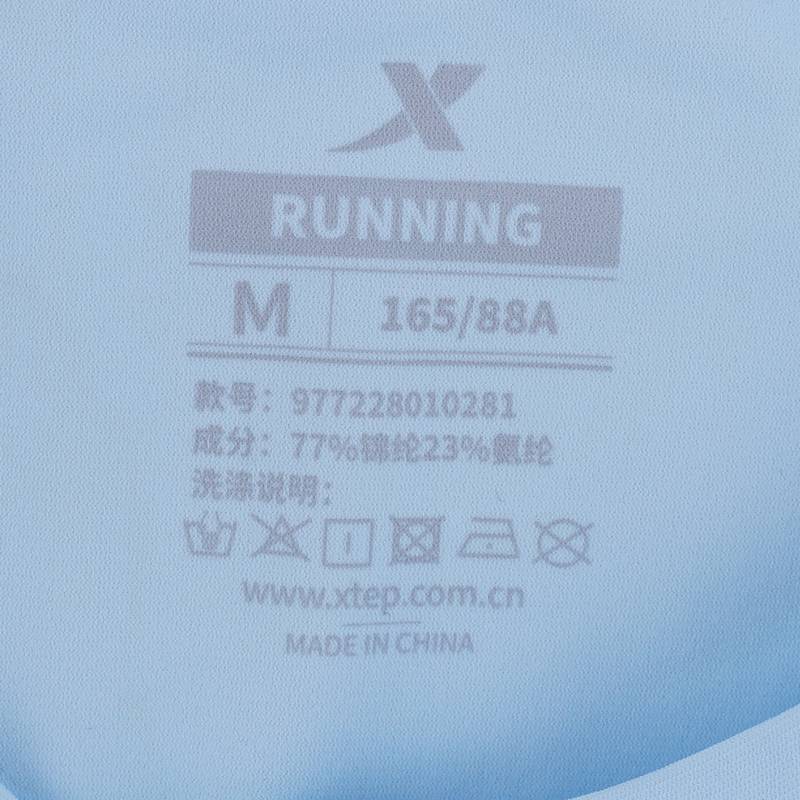 X
RUNNING
M 165/88A
款号：977228010281
成分：77%锦纶23%氨纶
洗涤说明：
www.xtep.com.cn
MADE IN CHINA